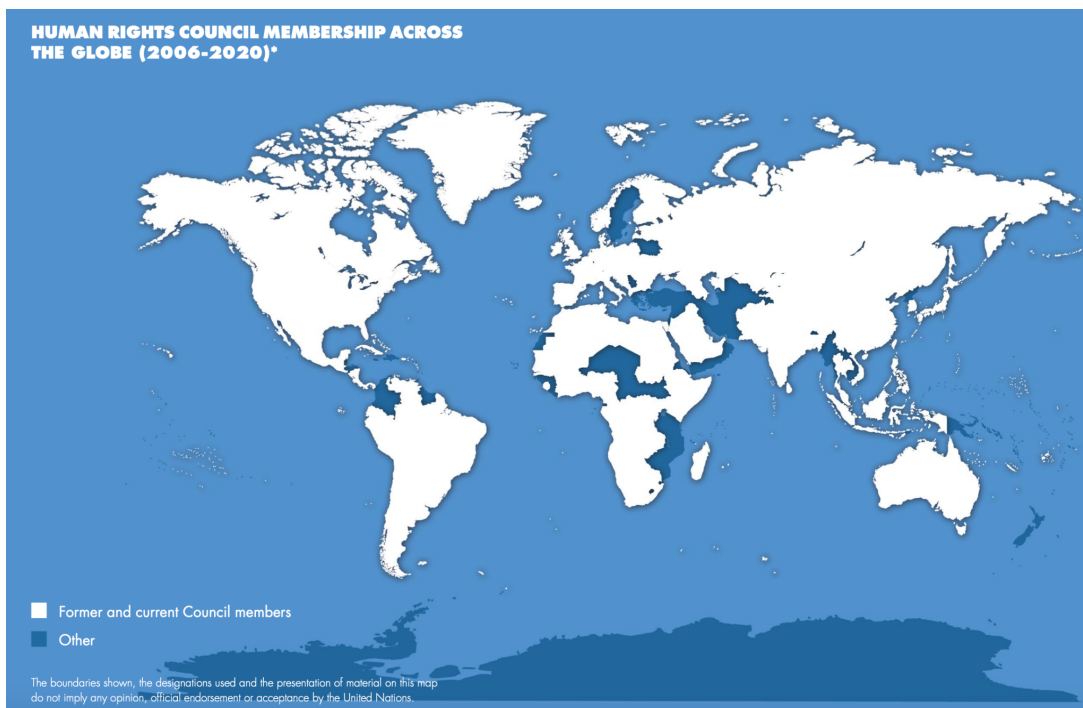 HUMAN RIGHTS COUNCIL MEMBERSHIP ACROSS
THE GLOBE (2006-2020)*
Former and current Council members
Other
The boundaries shown, the designations used and the presentation of material on this map
do not imply any opinion, official endorsement or acceptance by the United Nations.